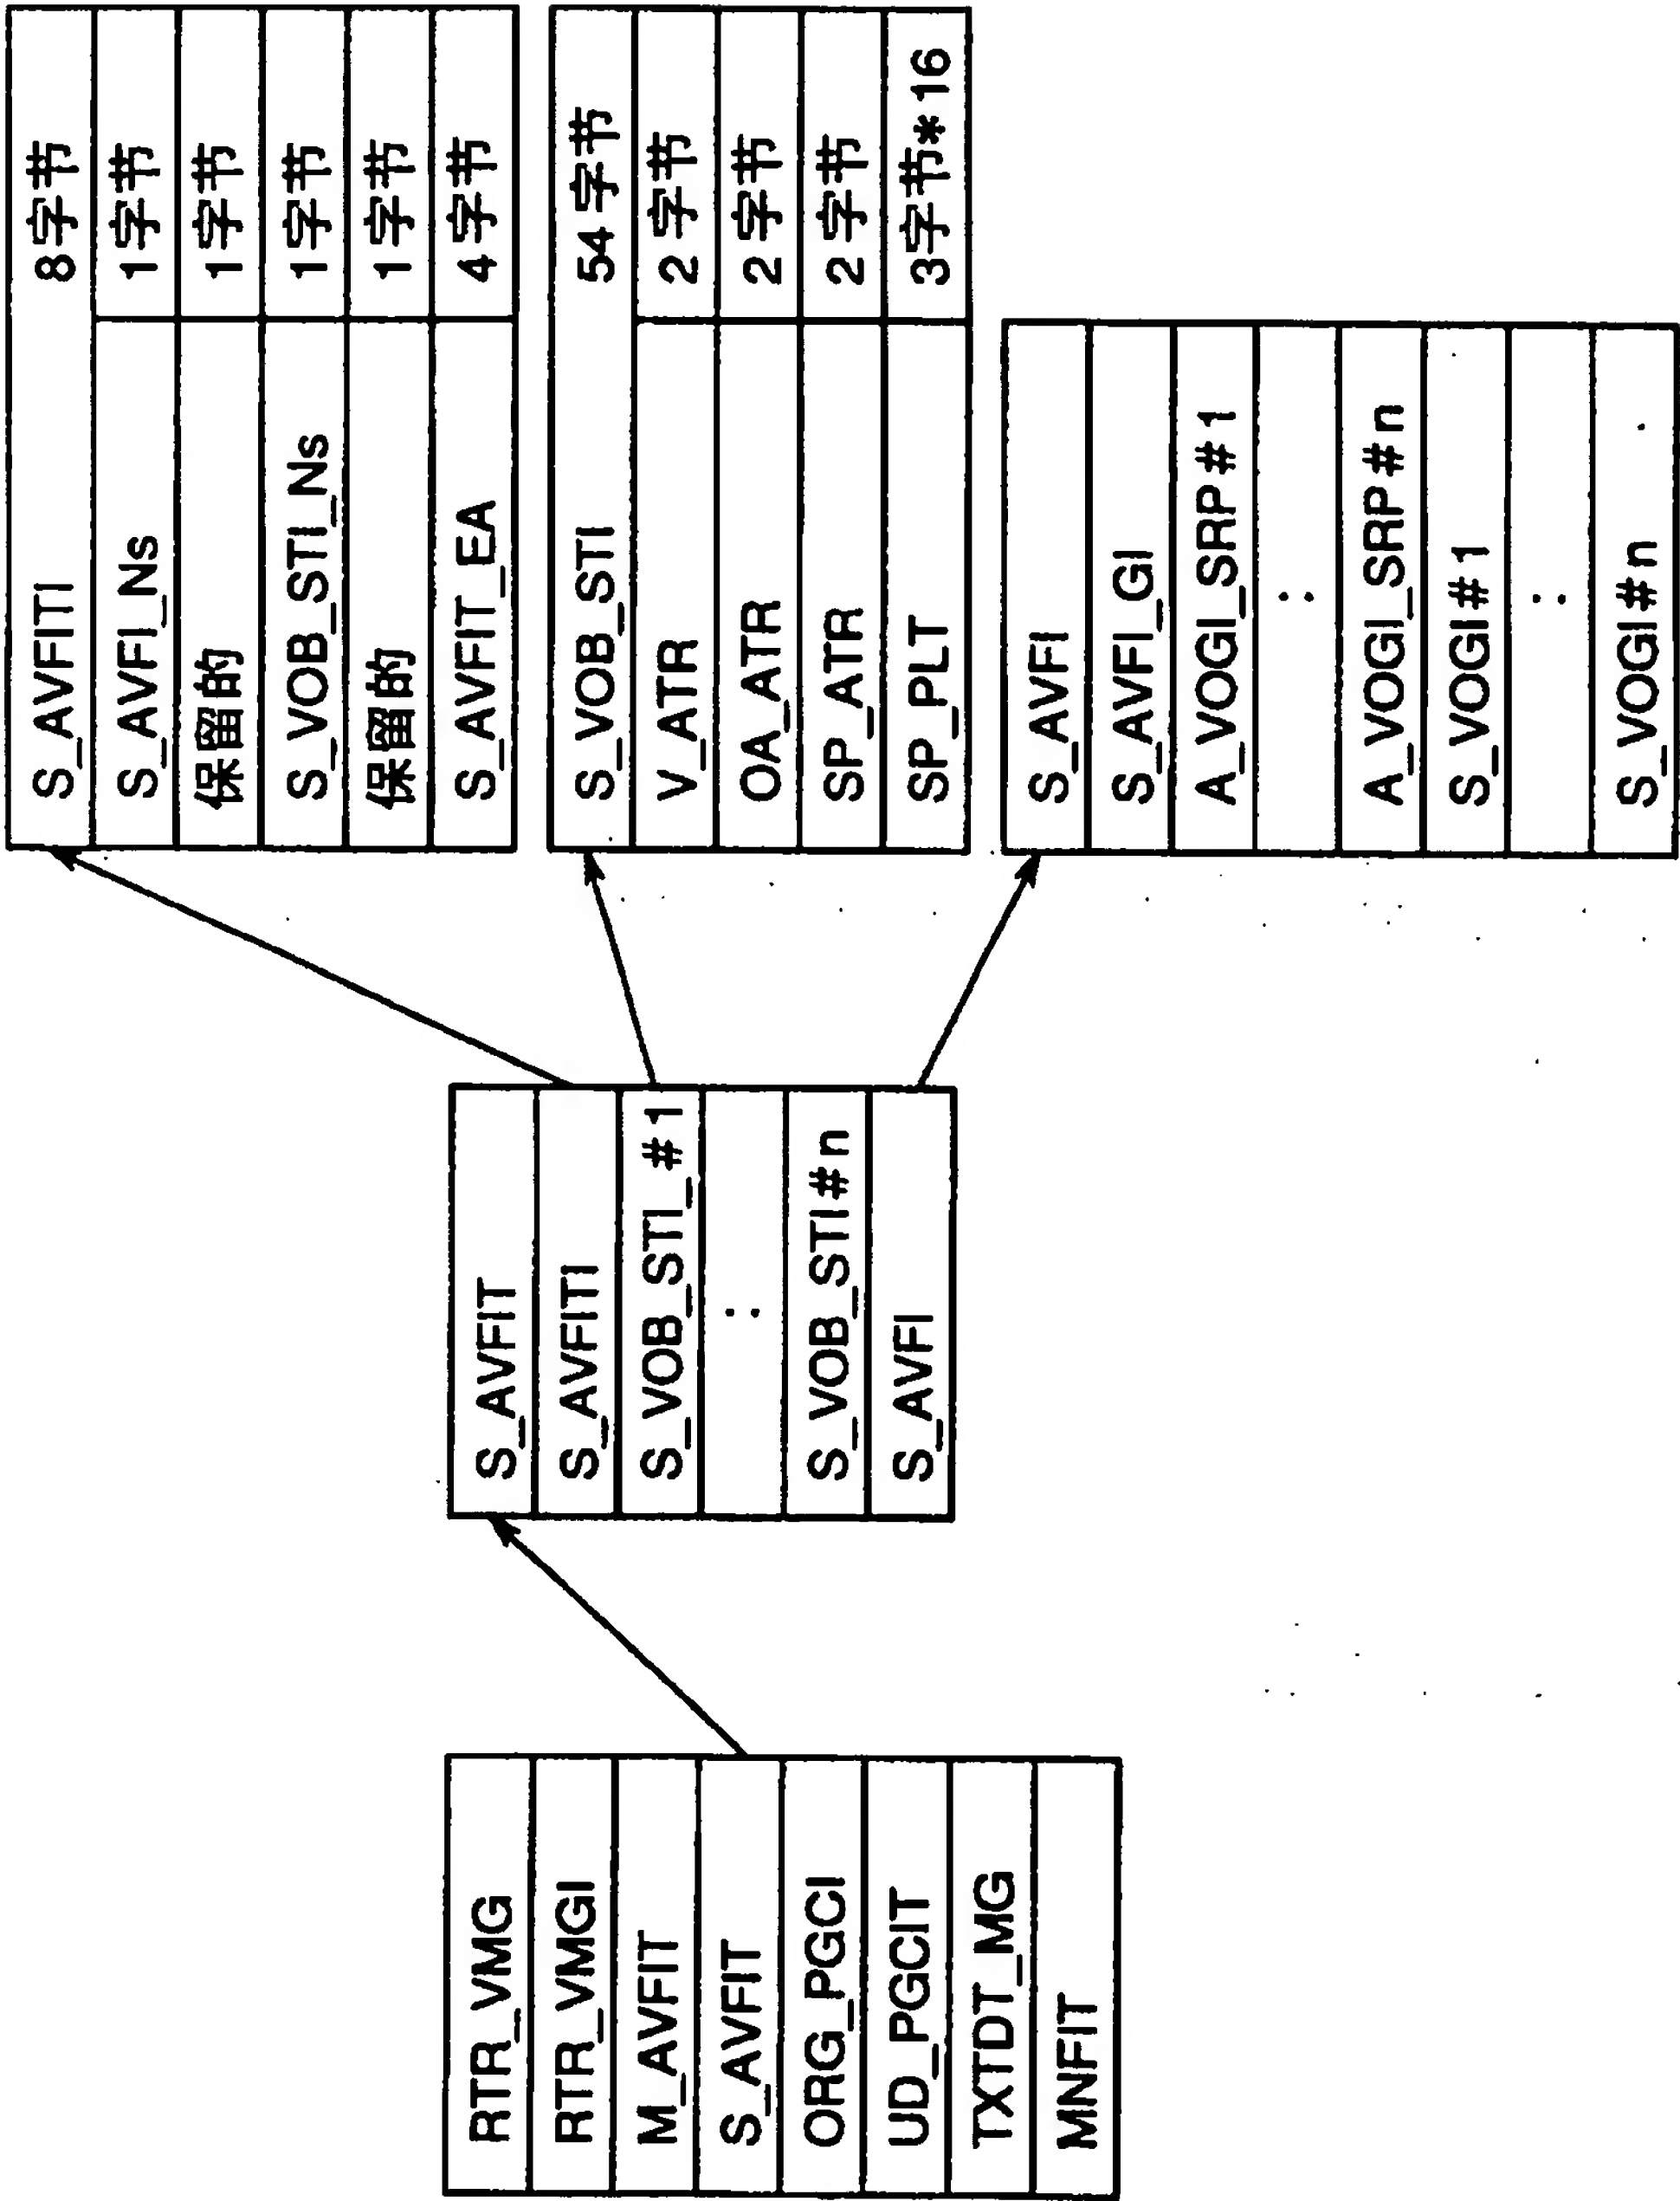 RTR_VMG
RTR_VMGI
M_AVFIT
S_AVFIT
ORG_PGCI
UD_PGCIT
TXTDT_MG
MNFIT
S_AVFIT
S_AVFITI
S_VOB_STI_#1
:
S_VOB_STI#n
S_AVFI
S_AVFITI 8字节
S_AVFI_Ns 1字节
保留的 1字节
S_VOB_STI_Ns 1字节
保留的 1字节
S_AVFIT_EA 4字节
S_VOB_STI 54字节
V_ATR 2字节
OA_ATR 2字节
SP_ATR 2字节
SP_PLT 3字节*16
S_AVFI
S_AVFI_GI
A_VOGI_SRP#1
:
A_VOGI_SRP#n
S_VOGI#1
:
S_VOGI#n